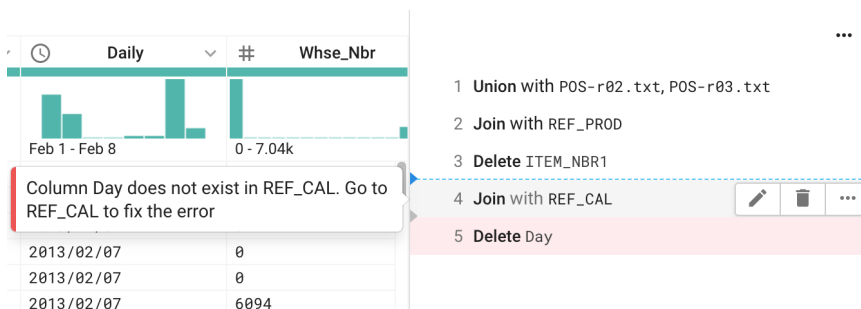 Daily
# Whse_Nbr
Feb 1 - Feb 8
0 - 7.04k
Column Day does not exist in REF_CAL. Go to
REF_CAL to fix the error
2013/02/07 0
2013/02/07 0
2013/02/07 6094
1 Union with POS-r02.txt, POS-r03.txt
2 Join with REF_PROD
3 Delete ITEM_NBR1
4 Join with REF_CAL
5 Delete Day